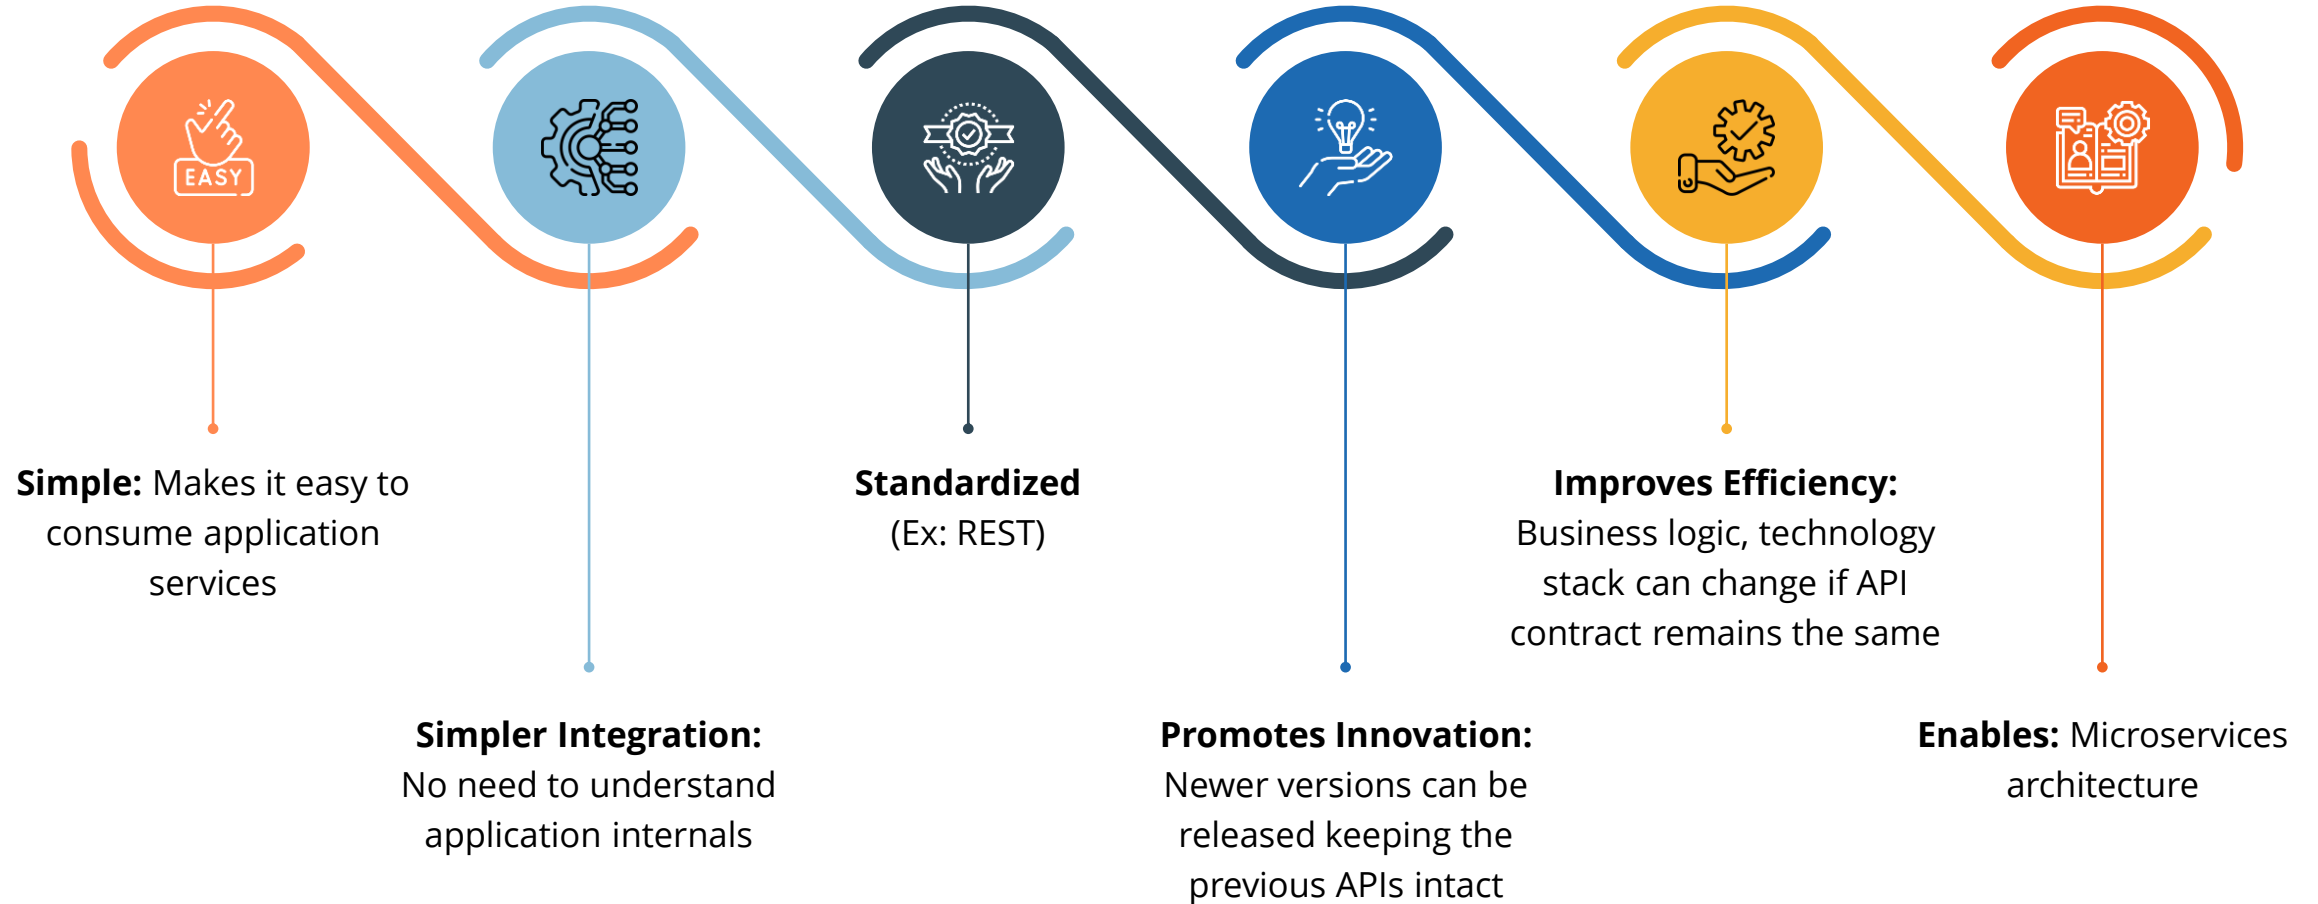 EASY
Simple: Makes it easy to
consume application
services
Simpler Integration:
No need to understand
application internals
Standardized
(Ex: REST)
Promotes Innovation:
Newer versions can be
released keeping the
previous APIs intact
Improves Efficiency:
Business logic, technology
stack can change if API
contract remains the same
Enables: Microservices
architecture